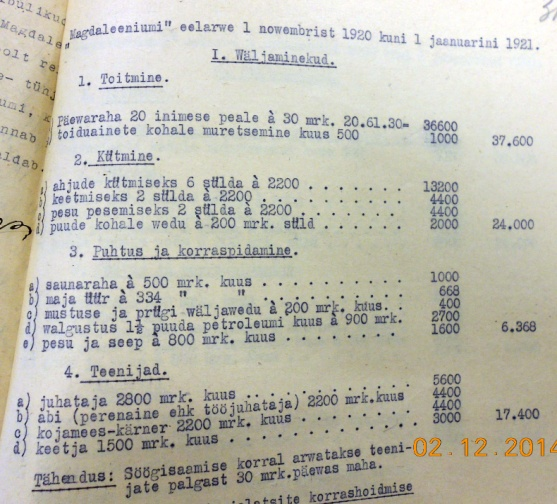 "Magdaleeniumi" eelarwe 1 nowembrist 1920 kuni 1 jaanuarini 1921.
I. Wäljaminekud.
1. Toitmine.
Päewaraha 20 inimese peale à 30 mrk. 20.61.30= 36600
toiduainete kohale muretsemine kuus 500 1000 37.600
2. Kütmine.
ahjude kütmiseks 6 sülda à 2200 . . . . . . . . 13200
keetmiseks 2 sülda à 2200 . . . . . . . . . . 4400
pesu pesemiseks 2 sülda à 2200 . . . . . . . 4400
d) puude kohale wedu à 200 mrk. süld . . . . . . 2000 24.000
3. Puhtus ja korraspidamine.
a) saunaraha à 500 mrk. kuus . . . . . . . . . 1000
b) maja üür à 334 " " . . . . . . . . . 668
c) mustuse ja prügi wäljawedu à 200 mrk. kuus. . 400
d) walgustus 1½ puuda petroleumi kuus à 900 mrk. 2700
e) pesu ja seep à 800 mrk. kuus . . . . . . . . 1600 6.368
4. Teenijad.
a) juhataja 2800 mrk. kuus . . . . . . . . . . 5600
b) abi (perenaine ehk tööjuhataja) 2200 mrk.kuus 4400
c) kojamees-kärner 2200 mrk. kuus . . . . . . . 4400
d) keetja 1500 mrk. kuus . . . . . . . . . . . 3000 17.400
Tähendus: Söögisaamise korral arwatakse teeni-
jate palgast 30 mrk.päewas maha.
korrashoidmise
02.12.2014